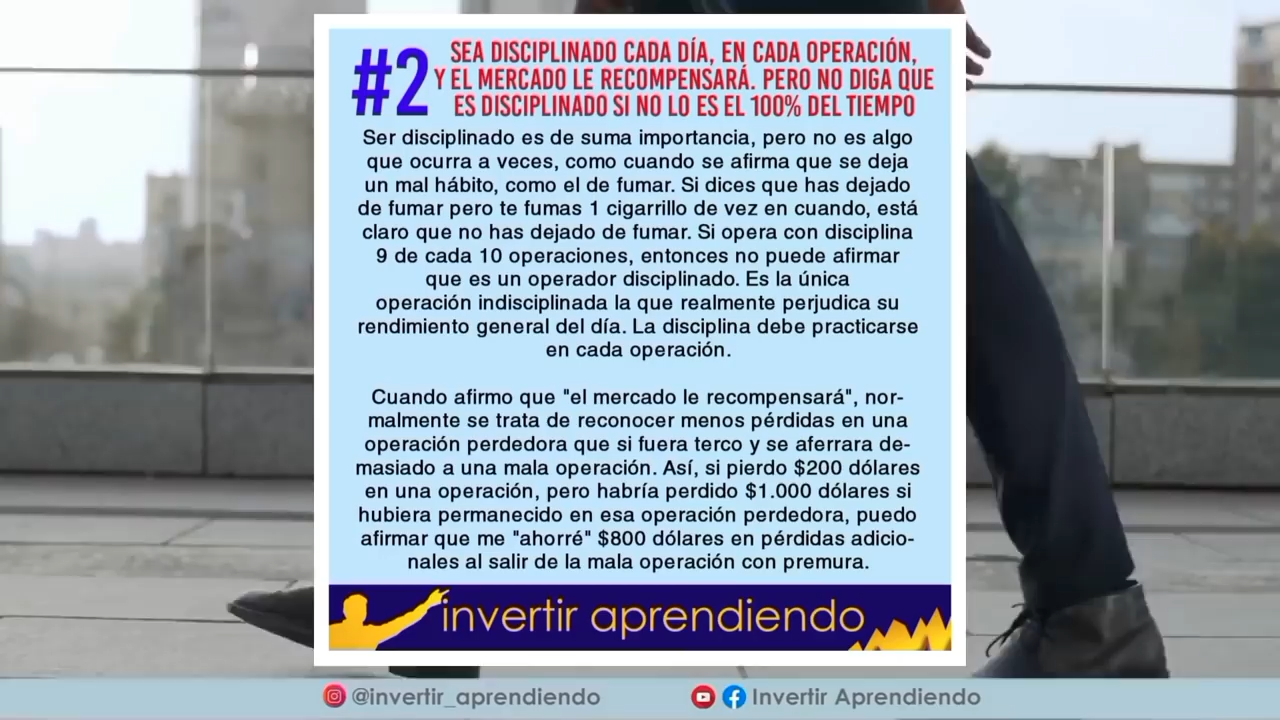 #2
SEA DISCIPLINADO CADA DÍA, EN CADA OPERACIÓN,
Y EL MERCADO LE RECOMPENSARÁ. PERO NO DIGA QUE
ES DISCIPLINADO SI NO LO ES EL 100% DEL TIEMPO
Ser disciplinado es de suma importancia, pero no es algo
que ocurra a veces, como cuando se afirma que se deja
un mal hábito, como el de fumar. Si dices que has dejado
de fumar pero te fumas 1 cigarrillo de vez en cuando, está
claro que no has dejado de fumar. Si opera con disciplina
9 de cada 10 operaciones, entonces no puede afirmar
que es un operador disciplinado. Es la única
operación indisciplinada la que realmente perjudica su
rendimiento general del día. La disciplina debe practicarse
en cada operación.
Cuando afirmo que "el mercado le recompensará", nor-
malmente se trata de reconocer menos pérdidas en una
operación perdedora que si fuera terco y se aferrara de-
masiado a una mala operación. Así, si pierdo $200 dólares
en una operación, pero habría perdido $1.000 dólares si
hubiera permanecido en esa operación perdedora, puedo
afirmar que me "ahorré" $800 dólares en pérdidas adicio-
nales al salir de la mala operación con premura.
invertir aprendiendo
@invertir_aprendiendo
Invertir Aprendiendo